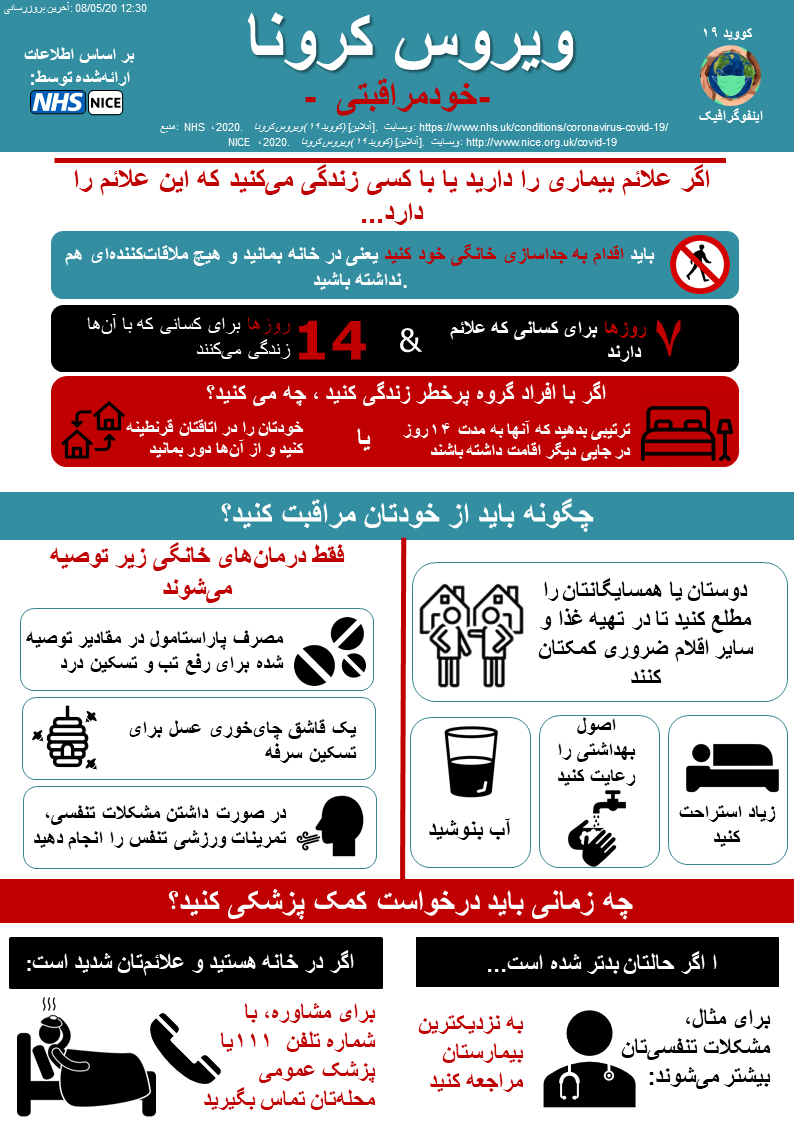 آخرین بروزرسانی: 08/05/20 12:30
کووید ۱۹
اینفوگرافیک
ویروس کرونا
- خودمراقبتی -
بر اساس اطلاعات
ارائه‌شده توسط:
NHS NICE
منبع: NHS ،2020. (کووید۱۹)ویروس کرونا [آنلاین]. وبسایت: https://www.nhs.uk/conditions/coronavirus-covid-19/
NICE ،2020. (کووید۱۹)ویروس کرونا [آنلاین]. وبسایت: http://www.nice.org.uk/covid-19
اگر علائم بیماری را دارید یا با کسی زندگی می‌کنید که این علائم را
دارد...
باید اقدام به جداسازی خانگی خود کنید یعنی در خانه بمانید و هیچ ملاقات‌کننده‌ای هم
نداشته باشید.
۷ روزها برای کسانی که علائم
دارند
&
14 روزها برای کسانی که با آن‌ها
زندگی می‌کنند
اگر با افراد گروه پرخطر زندگی کنید ، چه می کنید؟
ترتیبی بدهید که آنها به مدت ۱۴روز
در جایی دیگر اقامت داشته باشند
یا
خودتان را در اتاقتان قرنطینه
کنید و از آن‌ها دور بمانید
چگونه باید از خودتان مراقبت کنید؟
دوستان یا همسایگانتان را
مطلع کنید تا در تهیه غذا و
سایر اقلام ضروری کمکتان
کنند
زیاد استراحت
کنید
اصول
بهداشتی را
رعایت کنید
آب بنوشید
فقط درمان‌های خانگی زیر توصیه
می‌شوند
مصرف پاراستامول در مقادیر توصیه
شده برای رفع تب و تسکین درد
یک قاشق چای‌خوری عسل برای
تسکین سرفه
در صورت داشتن مشکلات تنفسی،
تمرینات ورزشی تنفس را انجام دهید
چه زمانی باید درخواست کمک پزشکی کنید؟
ا اگر حالتان بدتر شده است...
برای مثال،
مشکلات تنفسی‌تان
بیشتر می‌شوند:
به نزدیکترین
بیمارستان
مراجعه کنید
اگر در خانه هستید و علائم‌تان شدید است:
برای مشاوره، با
شماره تلفن ۱۱۱یا
پزشک عمومی
محله‌تان تماس بگیرید